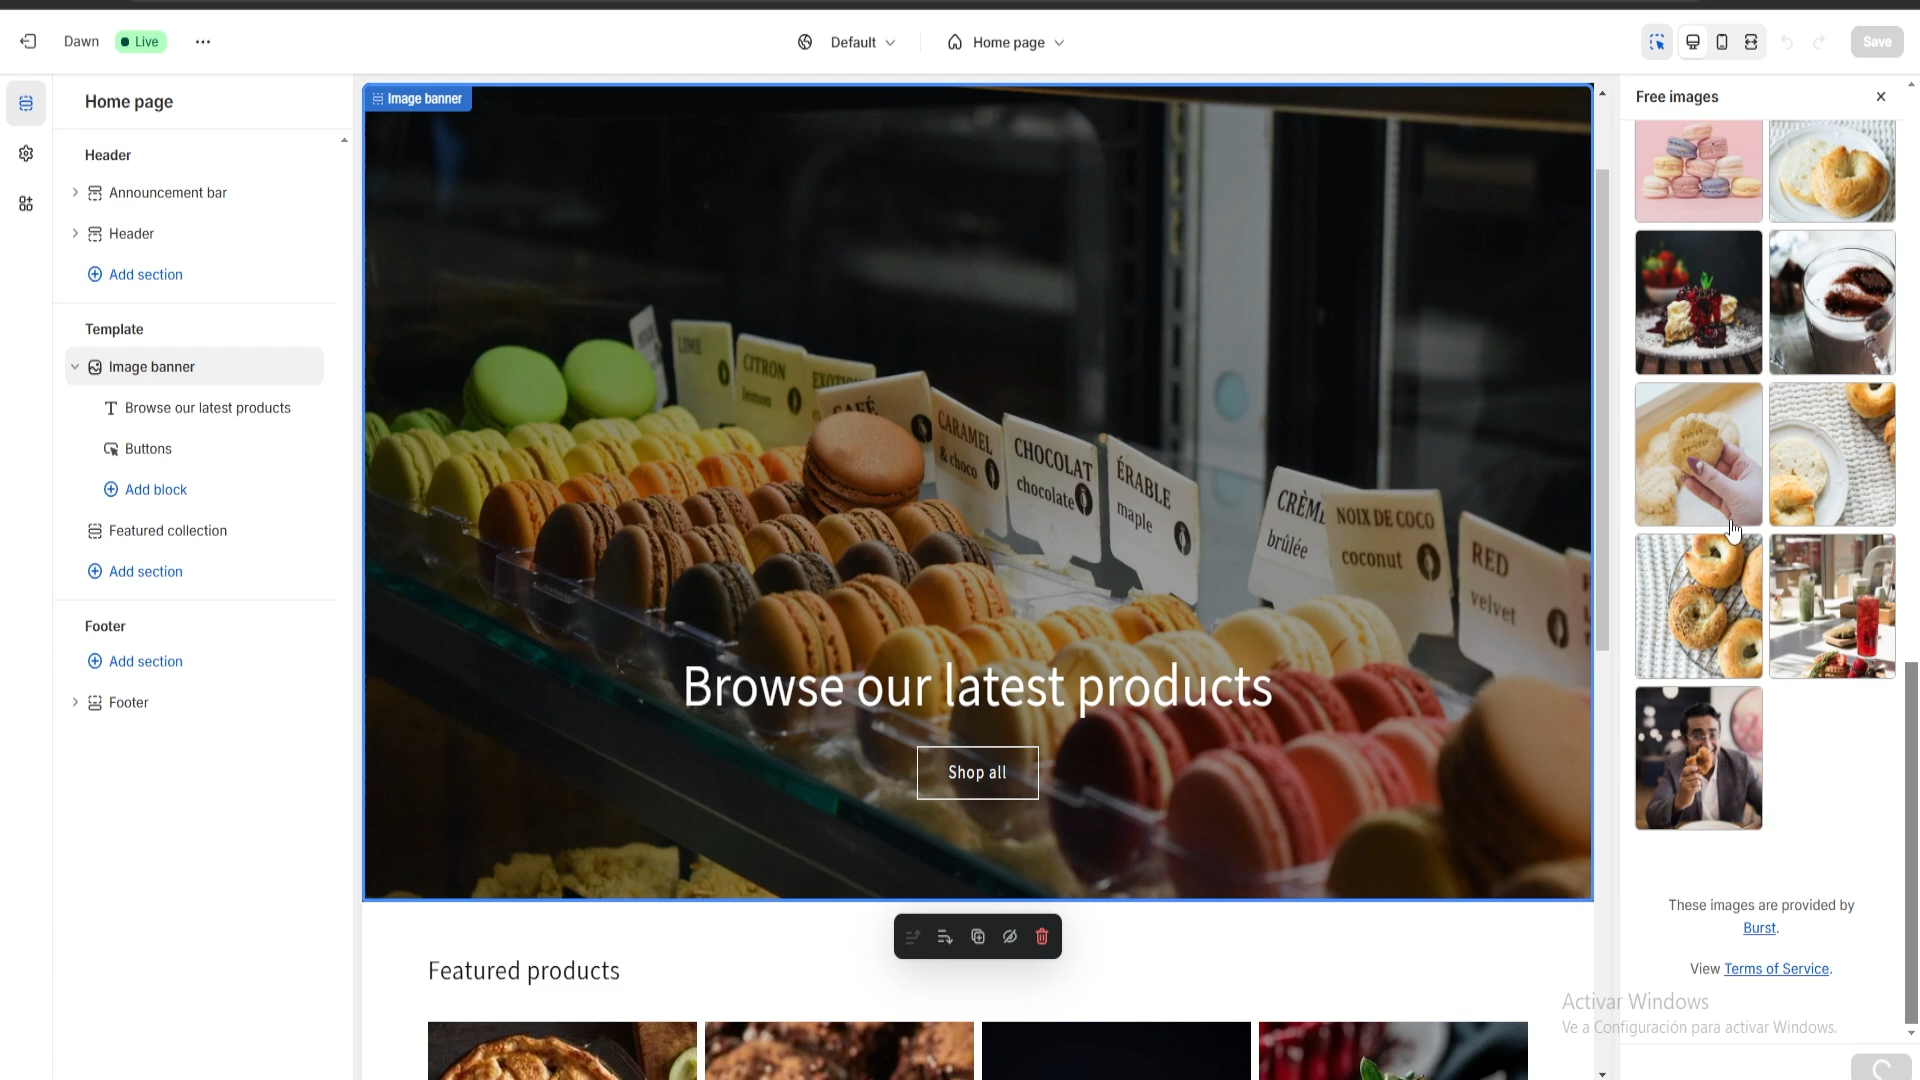 Dawn
Live
Default
Home page
Save
Home page
Header
Announcement bar
Header
Add section
Template
Image banner
Browse our latest products
Buttons
Add block
Featured collection
Add section
Footer
Add section
Footer
Image banner
LIME
CITRON
lemon
EXOTIQUE
CAFÉ
CARAMEL
& choco
CHOCOLAT
chocolate
ÉRABLE
maple
CRÈME
brûlée
NOIX DE COCO
coconut
RED
velvet
Browse our latest products
Shop all
Featured products
Free images
These images are provided by
Burst.
View Terms of Service.
Activar Windows
Ve a Configuración para activar Windows.